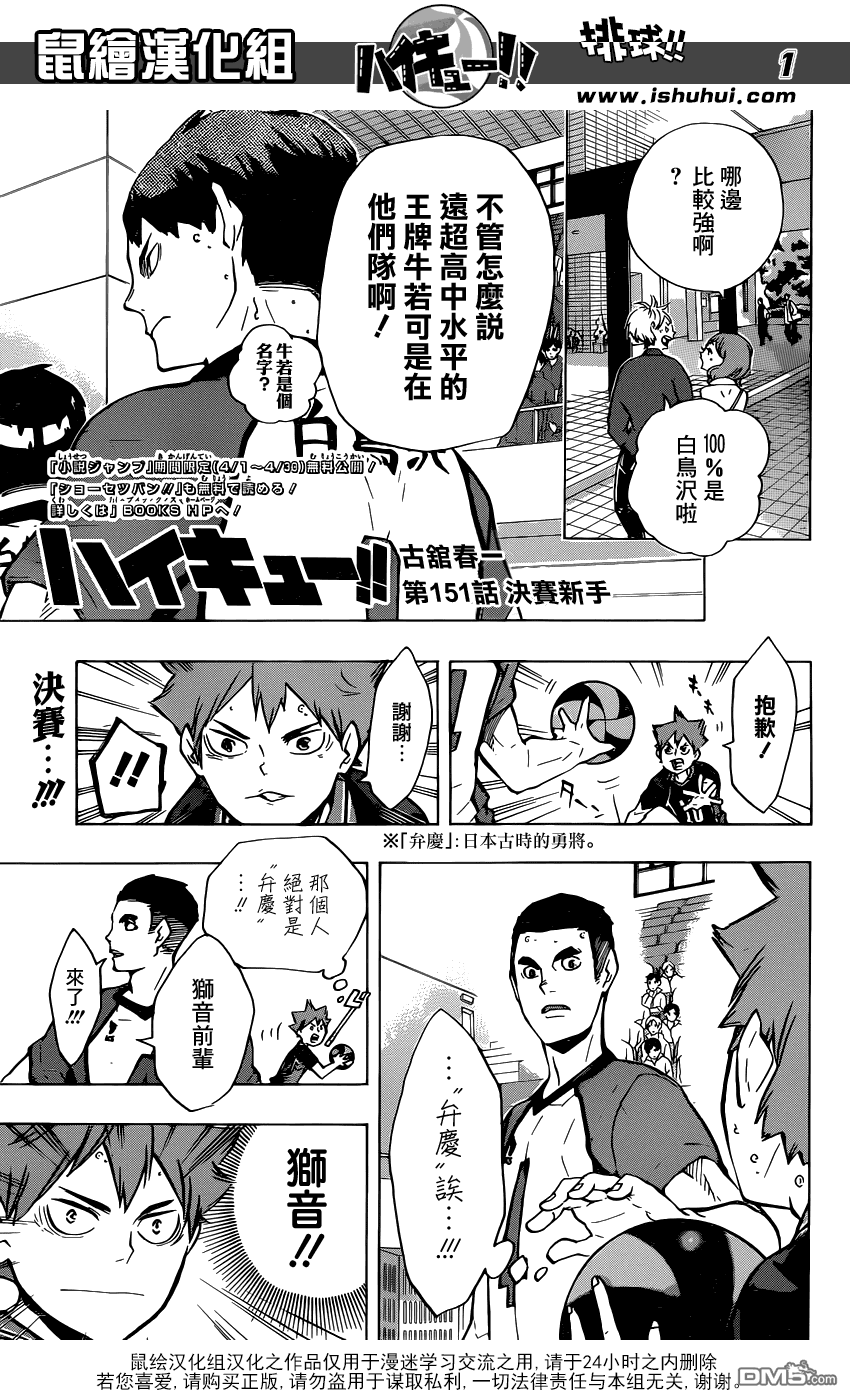 鼠繪漢化組
ハイキュー!!
排球!!
1
www.ishuhui.com
哪邊
比較強啊
?
100%是
白鳥沢啦
不管怎麼說
遠超高中水平的
王牌牛若可是在
他們隊啊!
牛若是個
名字?
「小説ジャンプ」期間限定(4/1~4/30)無料公開!
「ジョーセツバン!!」も無料で読める!
詳しくは J BOOKS HPへ!
ハイキュー!!
古舘春一
第151話 決賽新手
抱歉!
謝謝…
!!
決賽…!!!
※「弁慶」:日本古時的勇將。
…"弁慶"誒…!!!
那個人
絕對是
"弁慶"
…!!
獅音前輩
來了!!!
獅音!!
鼠绘汉化组汉化之作品仅用于漫迷学习交流之用, 请于24小时之内删除
若您喜爱, 请购买正版, 请勿盗用于谋取私利, 一切法律责任与本组无关, 谢谢。
DM5.com